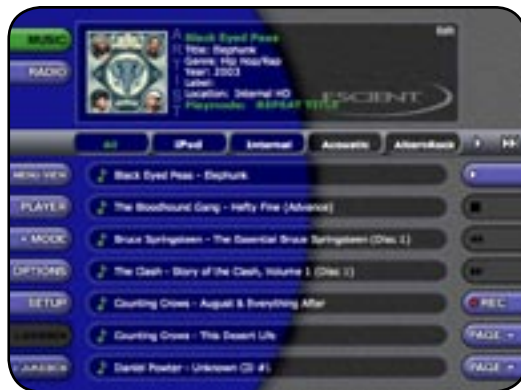 MUSIC
RADIO
ARTIST
Black Eyed Peas
Title: Elephunk
Genre: Hip Hop/Rap
Year: 2003
Label:
Location: Internal HD
Playmode: REPEAT TITLE
Edit
ESCIENT
All iPod Internal Acoustic AlternRock
MENU VIEW
Black Eyed Peas - Elephunk
PLAYER
The Bloodhound Gang - Hefty Fine (Advance)
+ MODE
Bruce Springsteen - The Essential Bruce Springsteen (Disc 1)
OPTIONS
The Clash - Story of the Clash, Volume 1 (Disc 1)
SETUP
Counting Crows - August & Everything After
REC
Counting Crows - This Desert Life
PAGE
JUKEBOX
Daniel Powter - Unknown CD #1
PAGE